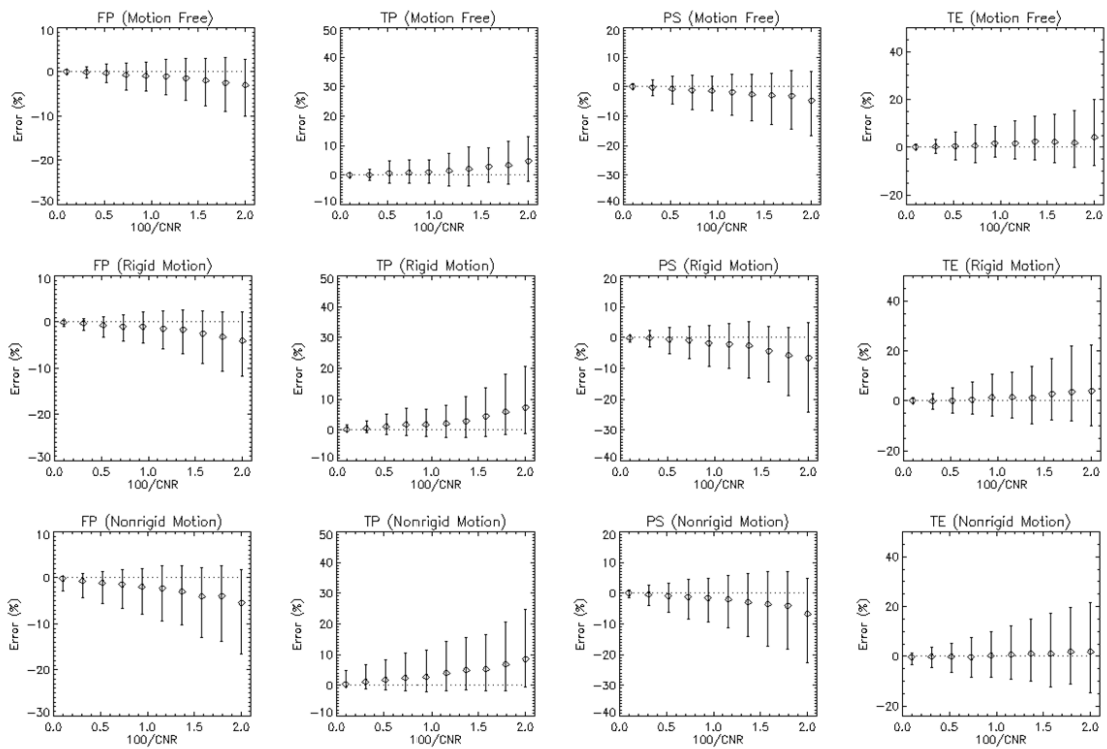 FP (Motion Free)
10
0
-10
-20
-30
Error (%)
0.0 0.5 1.0 1.5 2.0
100/CNR
TP (Motion Free)
50
40
30
20
10
0
-10
Error (%)
0.0 0.5 1.0 1.5 2.0
100/CNR
PS (Motion Free)
20
10
0
-10
-20
-30
-40
Error (%)
0.0 0.5 1.0 1.5 2.0
100/CNR
TE (Motion Free)
40
20
0
-20
Error (%)
0.0 0.5 1.0 1.5 2.0
100/CNR
FP (Rigid Motion)
10
0
-10
-20
-30
Error (%)
0.0 0.5 1.0 1.5 2.0
100/CNR
TP (Rigid Motion)
50
40
30
20
10
0
-10
Error (%)
0.0 0.5 1.0 1.5 2.0
100/CNR
PS (Rigid Motion)
20
10
0
-10
-20
-30
-40
Error (%)
0.0 0.5 1.0 1.5 2.0
100/CNR
TE (Rigid Motion)
40
20
0
-20
Error (%)
0.0 0.5 1.0 1.5 2.0
100/CNR
FP (Nonrigid Motion)
10
0
-10
-20
-30
Error (%)
0.0 0.5 1.0 1.5 2.0
100/CNR
TP (Nonrigid Motion)
50
40
30
20
10
0
-10
Error (%)
0.0 0.5 1.0 1.5 2.0
100/CNR
PS (Nonrigid Motion)
20
10
0
-10
-20
-30
-40
Error (%)
0.0 0.5 1.0 1.5 2.0
100/CNR
TE (Nonrigid Motion)
40
20
0
-20
Error (%)
0.0 0.5 1.0 1.5 2.0
100/CNR